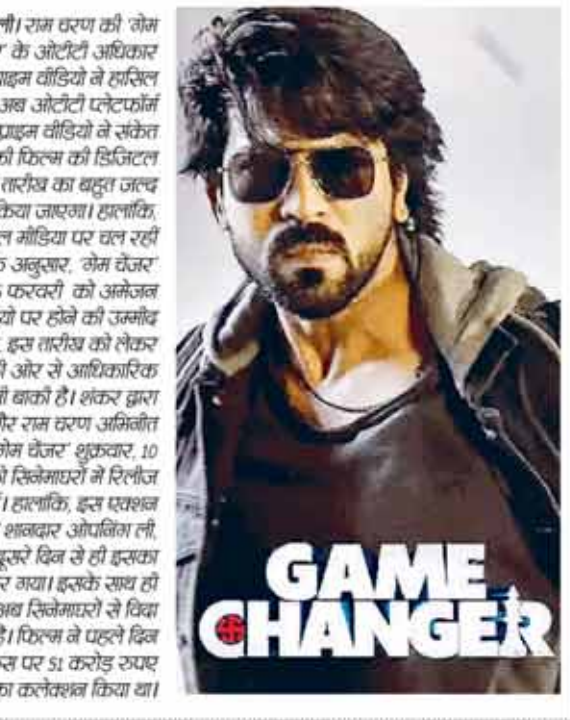 ली। राम चरण की 'गेम
' के ओटीटी अधिकार
ाइम वीडियो ने हासिल
अब ओटीटी प्लेटफॉर्म
प्राइम वीडियो ने संकेत
की फिल्म की डिजिटल
तारीख का बहुत जल्द
किया जाएगा। हालांकि,
ल मीडिया पर चल रहीं
के अनुसार, 'गेम चेंजर'
फरवरी को अमेजन
यो पर होने की उम्मीद
, इस तारीख को लेकर
ी ओर से आधिकारिक
ी बाकी है। शंकर द्वारा
और राम चरण अभिनीत
गेम चेंजर' शुक्रवार, 10
को सिनेमाघरों में रिलीज
। हालांकि, इस एक्शन
शानदार ओपनिंग ली,
दूसरे दिन से ही इसका
र गया। इसके साथ ही
अब सिनेमाघरों से विदा
है। फिल्म ने पहले दिन
स पर 51 करोड़ रुपए
का कलेक्शन किया था।
GAME
CHANGER